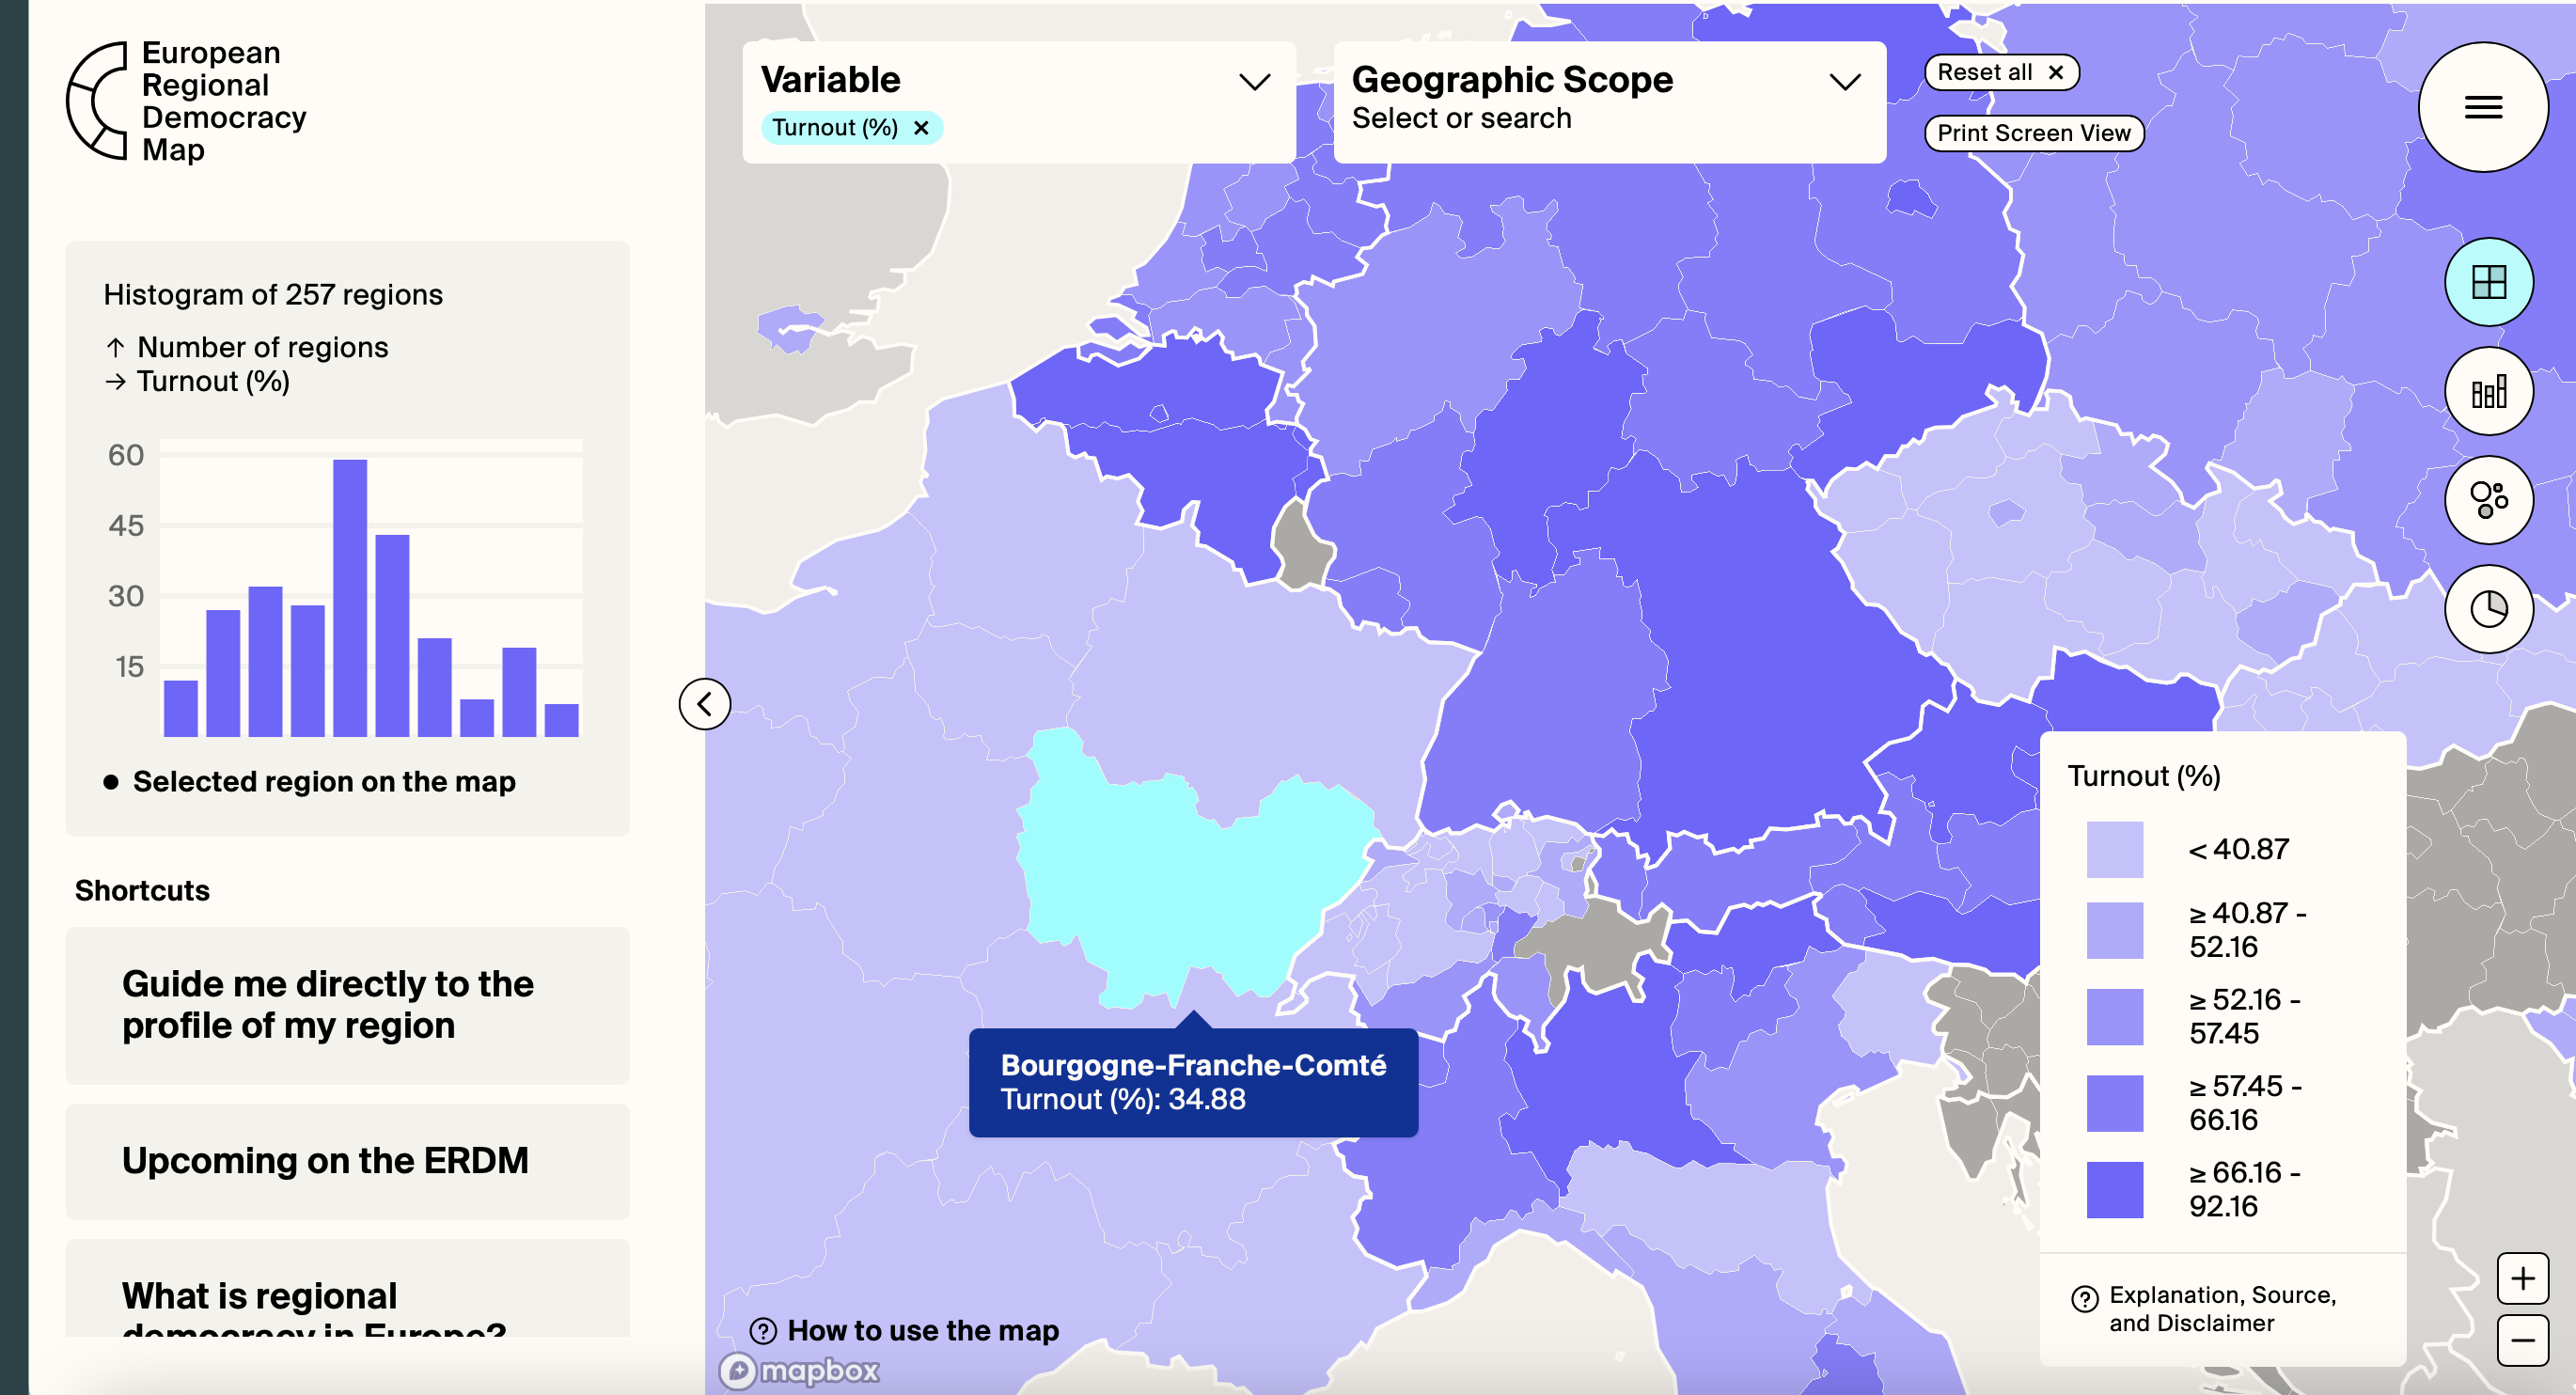 European
Regional
Democracy
Map
Histogram of 257 regions
↑ Number of regions
→ Turnout (%)
60
45
30
15
Selected region on the map
Shortcuts
Guide me directly to the
profile of my region
Upcoming on the ERDM
What is regional
democracy in Europe?
Variable
Turnout (%) ×
Geographic Scope
Select or search
Reset all ×
Print Screen View
Bourgogne-Franche-Comté
Turnout (%): 34.88
Turnout (%)
< 40.87
≥ 40.87 -
52.16
≥ 52.16 -
57.45
≥ 57.45 -
66.16
≥ 66.16 -
92.16
? Explanation, Source,
and Disclaimer
+
−
? How to use the map
mapbox